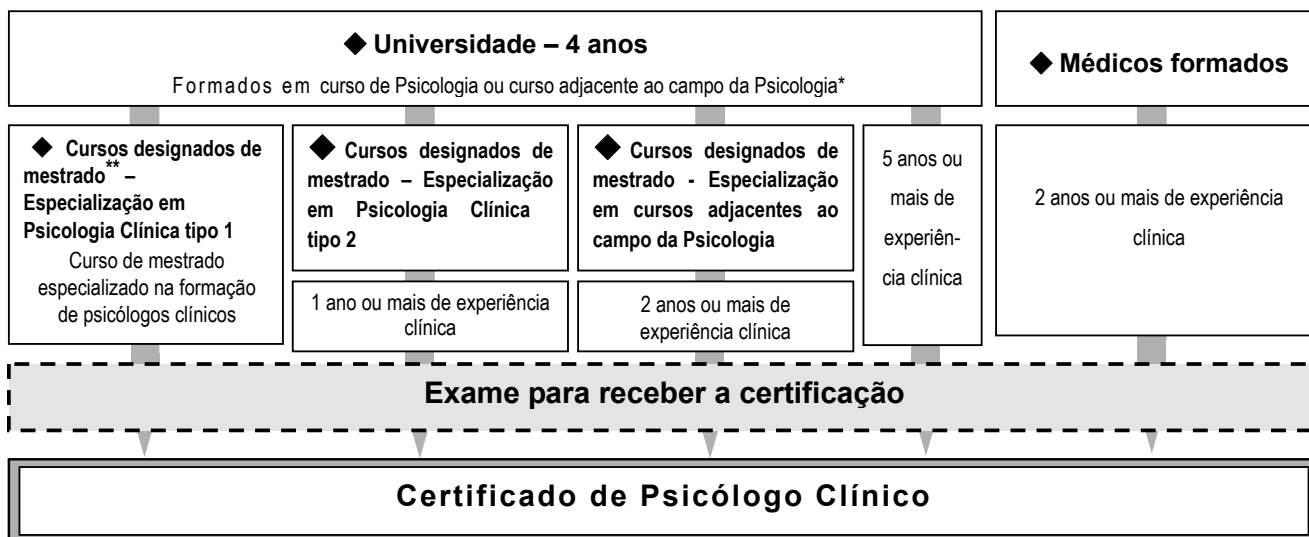 ◆ Universidade – 4 anos
Formados em curso de Psicologia ou curso adjacente ao campo da Psicologia*
◆ Médicos formados
◆ Cursos designados de
mestrado** –
Especialização em
Psicologia Clínica tipo 1
Curso de mestrado
especializado na formação
de psicólogos clínicos
◆ Cursos designados de
mestrado – Especialização
em Psicologia Clínica
tipo 2
1 ano ou mais de experiência
clínica
◆ Cursos designados de
mestrado - Especialização
em cursos adjacentes ao
campo da Psicologia
2 anos ou mais de
experiência clínica
5 anos ou
mais de
experiên-
cia clínica
2 anos ou mais de experiência
clínica
Exame para receber a certificação
Certificado de Psicólogo Clínico